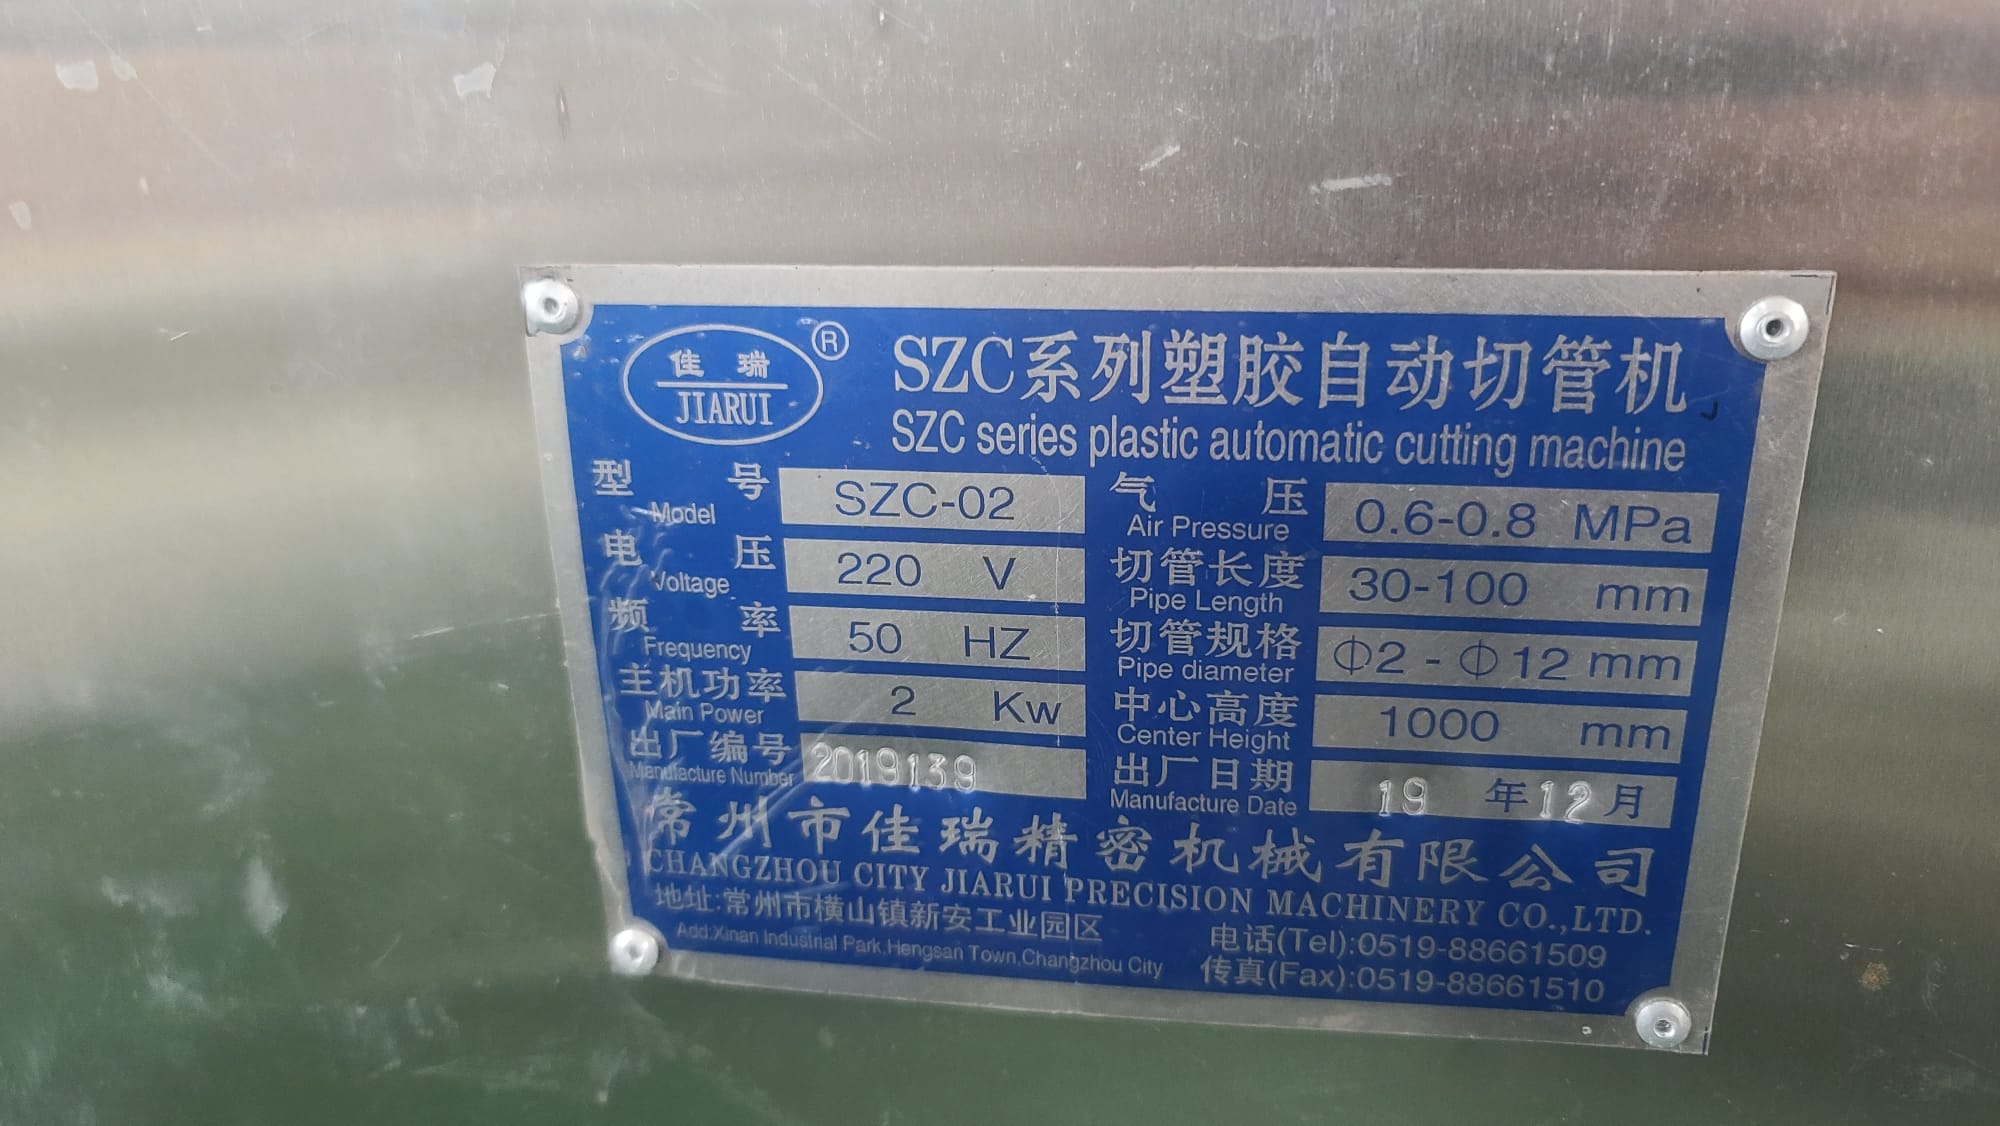 佳瑞
JIARUI
®
SZC系列塑胶自动切管机
SZC series plastic automatic cutting machine
型号 SZC-02
Model
气压 0.6-0.8 MPa
Air Pressure
电压 220 V
Voltage
切管长度 30-100 mm
Pipe Length
频率 50 HZ
Frequency
切管规格 Φ2 - Φ12 mm
Pipe diameter
主机功率 2 Kw
Main Power
中心高度 1000 mm
Center Height
出厂编号 2019139
Manufacture Number
出厂日期 19 年 12 月
Manufacture Date
常州市佳瑞精密机械有限公司
CHANGZHOU CITY JIARUI PRECISION MACHINERY CO.,LTD.
地址:常州市横山镇新安工业园区
Add:Xinan Industrial Park,Hengsan Town,Changzhou City
电话(Tel):0519-88661509
传真(Fax):0519-88661510